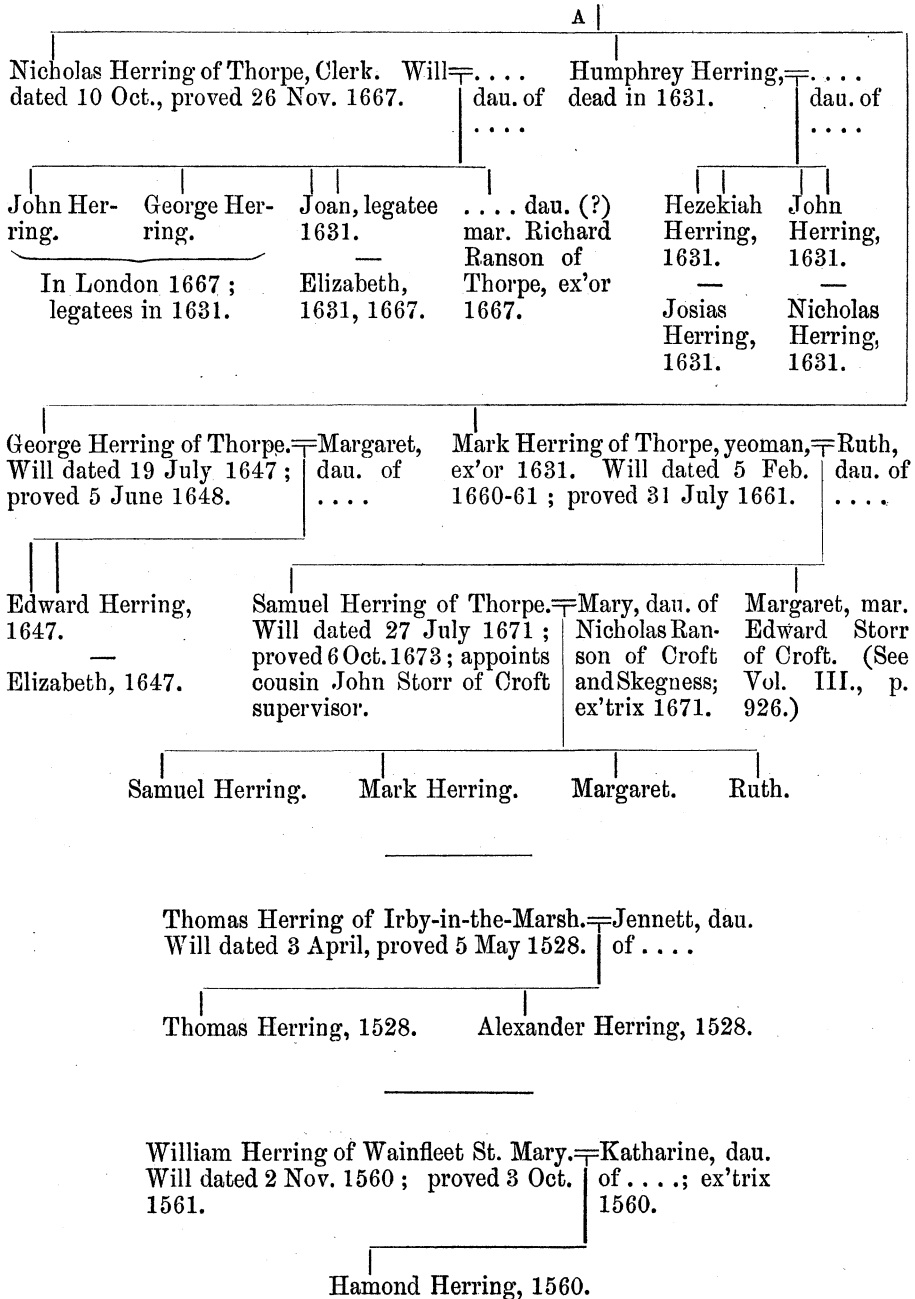 A
Nicholas Herring of Thorpe, Clerk. Will=. . . .
dated 10 Oct., proved 26 Nov. 1667. dau. of
. . . .
Humphrey Herring,=. . . .
dead in 1631. dau. of
. . . .
John Her-
ring.
George Her-
ring.
In London 1667 ;
legatees in 1631.
Joan, legatee
1631.
—
Elizabeth,
1631, 1667.
. . . . dau. (?)
mar. Richard
Ranson of
Thorpe, ex'or
1667.
Hezekiah
Herring,
1631.
—
Josias
Herring,
1631.
John
Herring,
1631.
—
Nicholas
Herring,
1631.
George Herring of Thorpe.=Margaret,
Will dated 19 July 1647 ; dau. of
proved 5 June 1648. . . . .
Mark Herring of Thorpe, yeoman,=Ruth,
ex'or 1631. Will dated 5 Feb. dau. of
1660-61 ; proved 31 July 1661. . . . .
Edward Herring,
1647.
—
Elizabeth, 1647.
Samuel Herring of Thorpe.=Mary, dau. of
Will dated 27 July 1671 ; Nicholas Ran-
proved 6 Oct. 1673 ; appoints son of Croft
cousin John Storr of Croft and Skegness;
supervisor. ex'trix 1671.
Margaret, mar.
Edward Storr
of Croft. (See
Vol. III., p.
926.)
Samuel Herring. Mark Herring. Margaret. Ruth.
Thomas Herring of Irby-in-the-Marsh.=Jennett, dau.
Will dated 3 April, proved 5 May 1528. of . . . .
Thomas Herring, 1528. Alexander Herring, 1528.
William Herring of Wainfleet St. Mary.=Katharine, dau.
Will dated 2 Nov. 1560 ; proved 3 Oct. of . . . .; ex'trix
1561. 1560.
Hamond Herring, 1560.